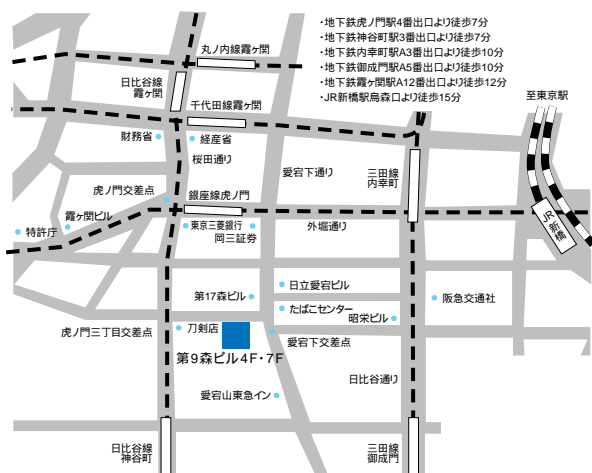 ・地下鉄虎ノ門駅4番出口より徒歩7分
・地下鉄神谷町駅3番出口より徒歩7分
・地下鉄内幸町駅A3番出口より徒歩10分
・地下鉄御成門駅A5番出口より徒歩10分
・地下鉄霞ヶ関駅A12番出口より徒歩12分
・JR新橋駅烏森口より徒歩15分
丸ノ内線霞ヶ関
日比谷線
霞ヶ関
至東京駅
千代田線霞ヶ関
財務省
経産省
桜田通り
愛宕下通り
三田線
内幸町
虎ノ門交差点
銀座線虎ノ門
霞ヶ関ビル
特許庁
東京三菱銀行
岡三証券
外堀通り
JR新橋
日立愛宕ビル
第17森ビル
たばこセンター
昭栄ビル
阪急交通社
虎ノ門三丁目交差点
刀剣店
愛宕下交差点
第9森ビル4F・7F
日比谷通り
愛宕山東急イン
日比谷線
神谷町
三田線
御成門